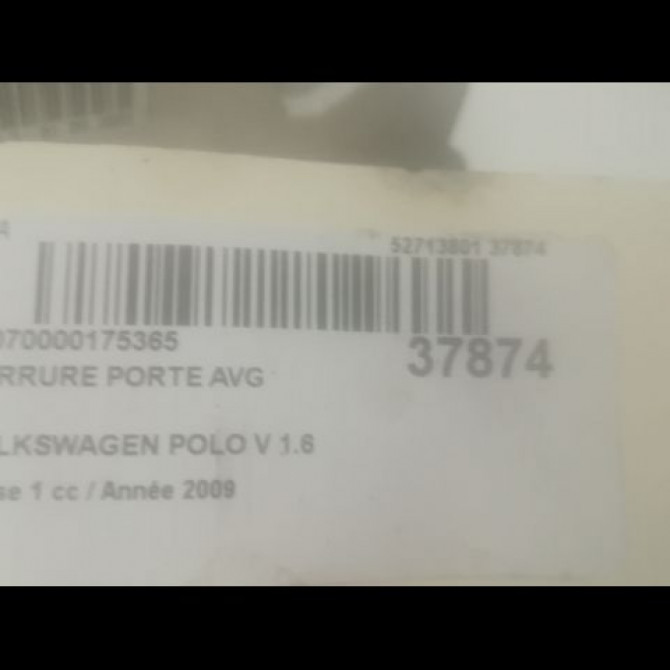 52713801 37874
070000175365
37874
RRURE PORTE AVG
LKSWAGEN POLO V 1.6
se 1 cc / Année 2009